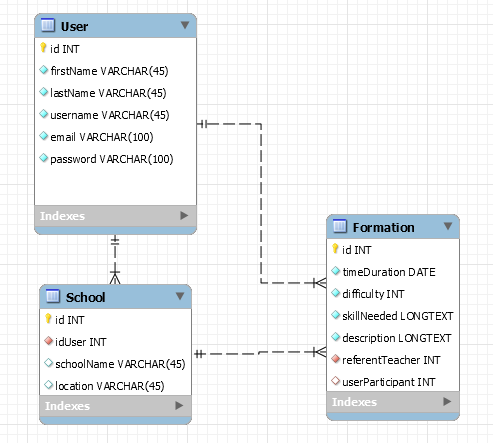 User
id INT
firstName VARCHAR(45)
lastName VARCHAR(45)
username VARCHAR(45)
email VARCHAR(100)
password VARCHAR(100)
Indexes
School
id INT
idUser INT
schoolName VARCHAR(45)
location VARCHAR(45)
Indexes
Formation
id INT
timeDuration DATE
difficulty INT
skillNeeded LONGTEXT
description LONGTEXT
referentTeacher INT
userParticipant INT
Indexes